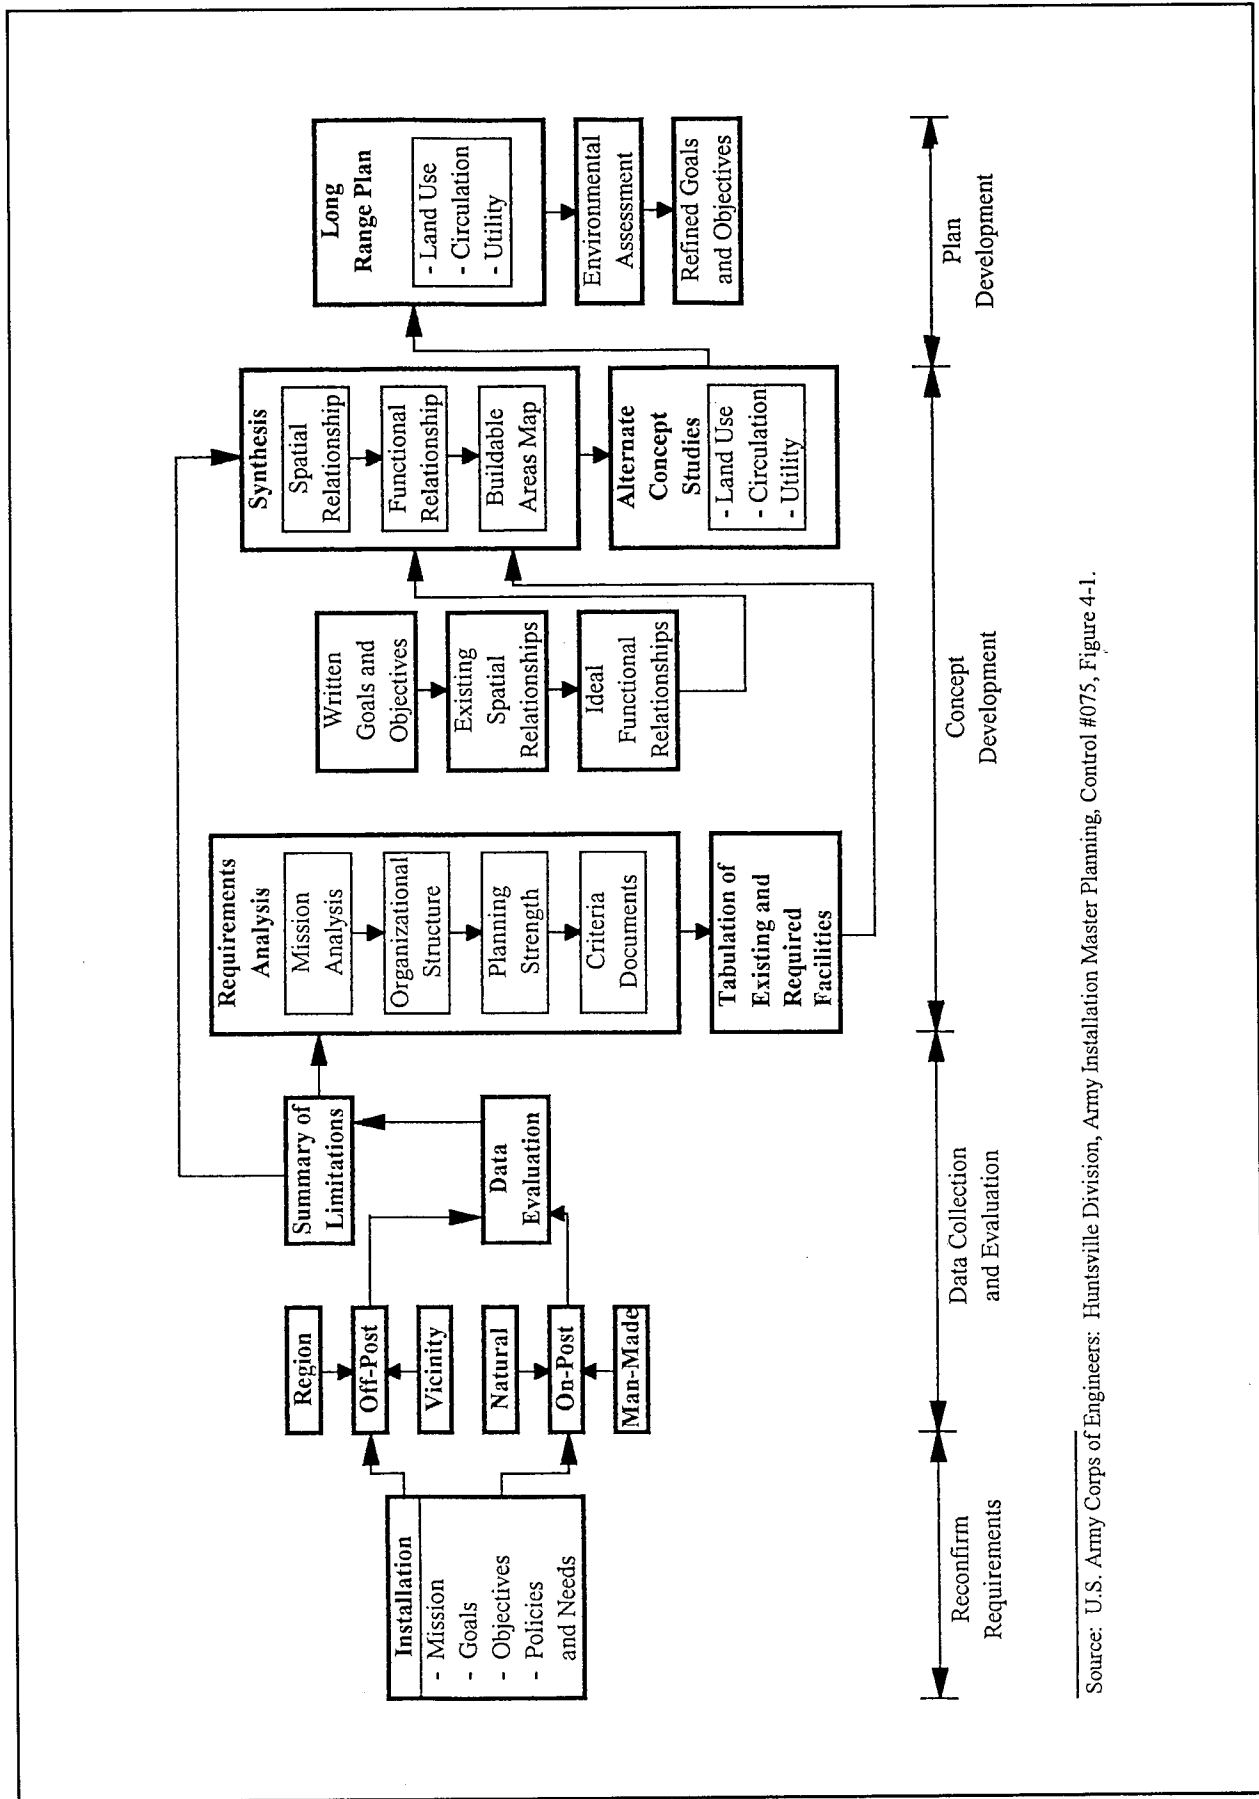 Installation
- Mission
- Goals
- Objectives
- Policies
and Needs
Region
Off-Post
Vicinity
Natural
On-Post
Man-Made
Summary of
Limitations
Data
Evaluation
Requirements
Analysis
Mission
Analysis
Organizational
Structure
Planning
Strength
Criteria
Documents
Tabulation of
Existing and
Required
Facilities
Written
Goals and
Objectives
Existing
Spatial
Relationships
Ideal
Functional
Relationships
Synthesis
Spatial
Relationship
Functional
Relationship
Buildable
Areas Map
Alternate
Concept
Studies
- Land Use
- Circulation
- Utility
Long
Range Plan
- Land Use
- Circulation
- Utility
Environmental
Assessment
Refined Goals
and Objectives
Reconfirm
Requirements
Data Collection
and Evaluation
Concept
Development
Plan
Development
Source: U.S. Army Corps of Engineers: Huntsville Division, Army Installation Master Planning, Control #075, Figure 4-1.